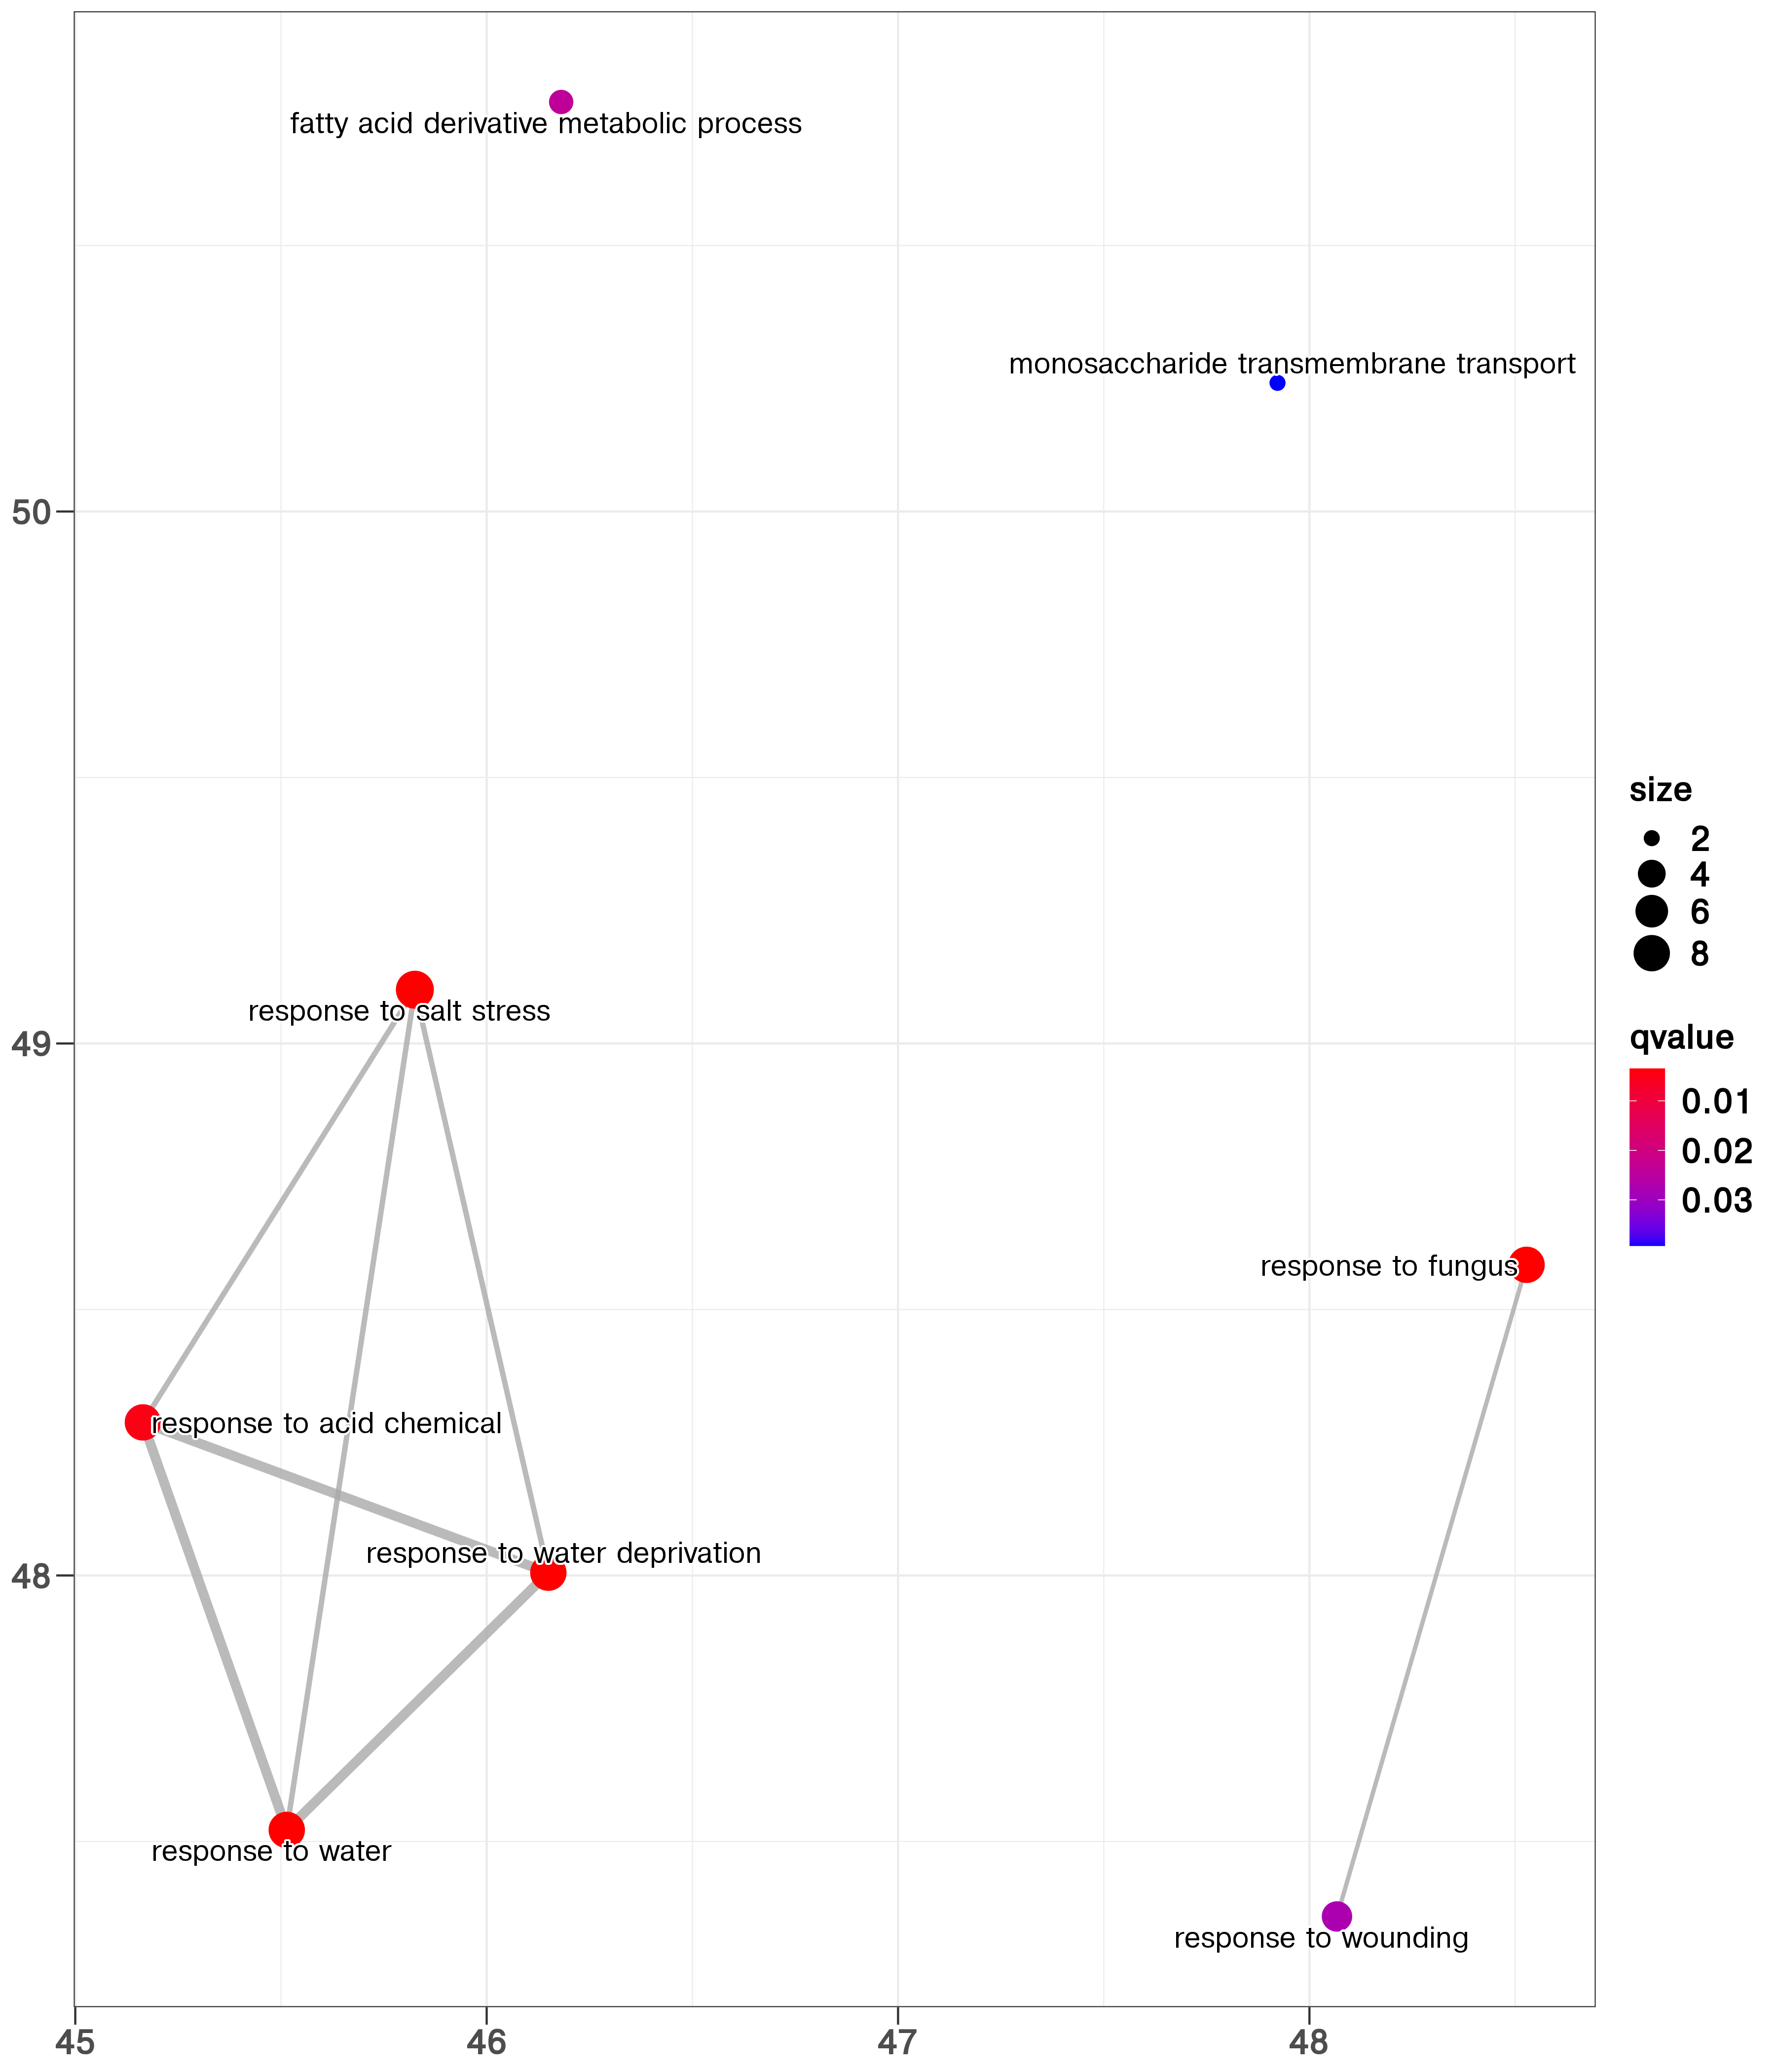 fatty acid derivative metabolic process
monosaccharide transmembrane transport
50
size
2
4
6
8
response to salt stress
49
qvalue
0.01
0.02
0.03
response to fungus
response to acid chemical
response to water deprivation
48
response to water
response to wounding
45 46 47 48